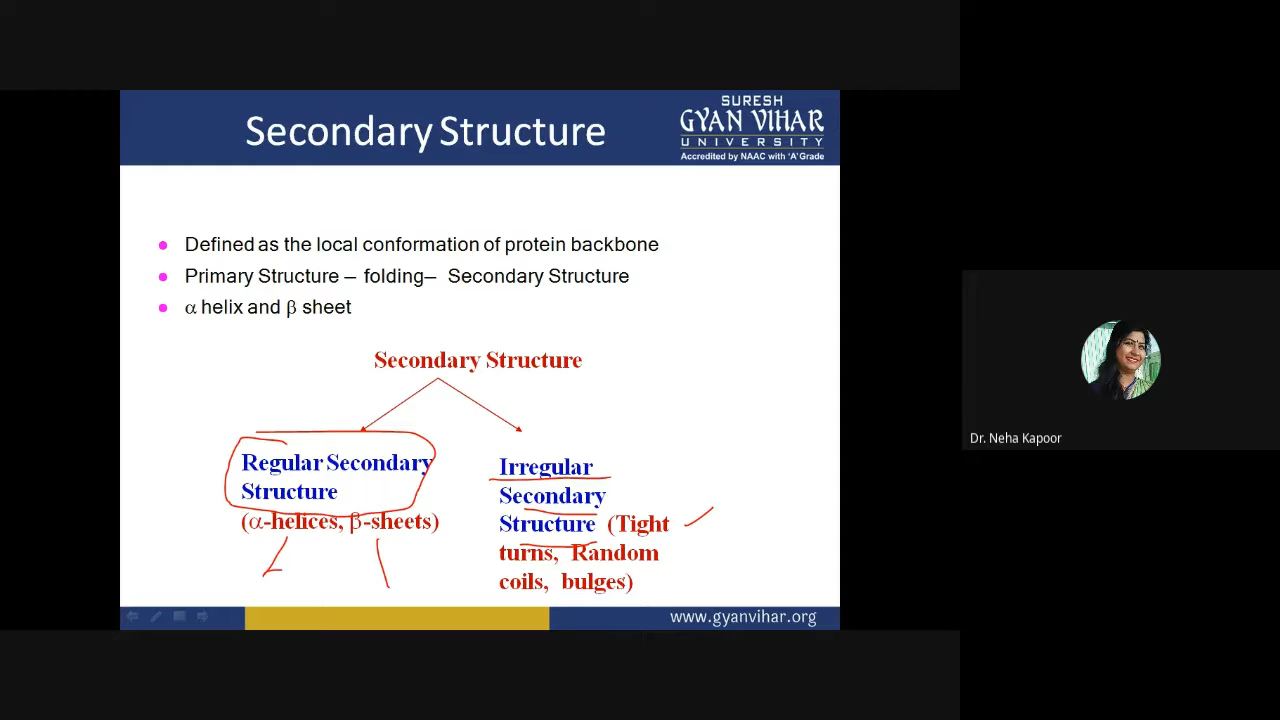 Secondary Structure
SURESH
GYAN VIHAR
UNIVERSITY
Accredited by NAAC with 'A' Grade
● Defined as the local conformation of protein backbone
● Primary Structure – folding– Secondary Structure
● α helix and β sheet
Secondary Structure
Regular Secondary
Structure
(α-helices, β-sheets)
Irregular
Secondary
Structure (Tight
turns, Random
coils, bulges)
www.gyanvihar.org
Dr. Neha Kapoor